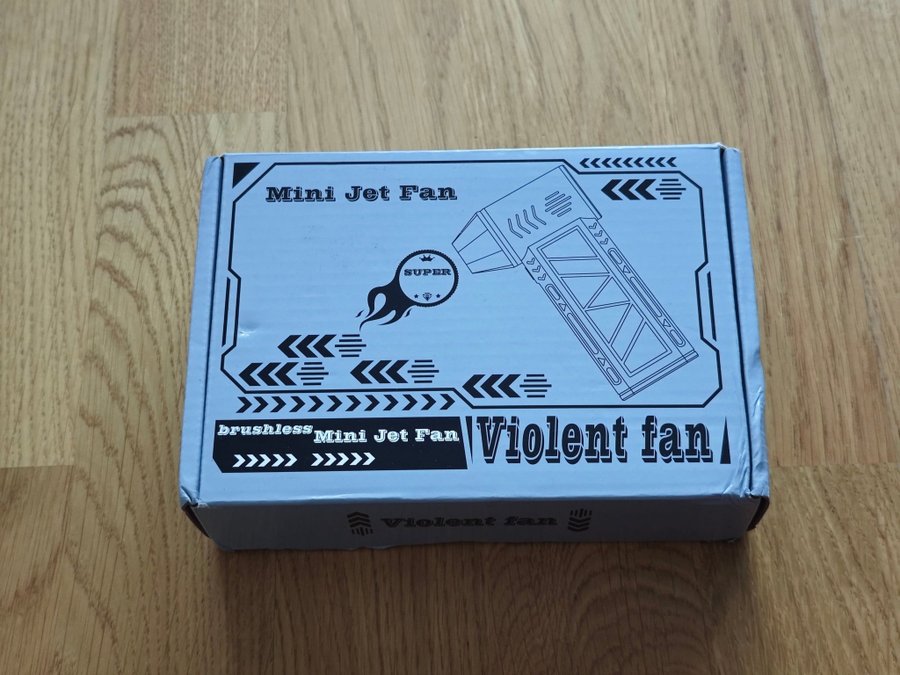 Mini Jet Fan
SUPER
brushless Mini Jet Fan
Violent fan
Violent fan